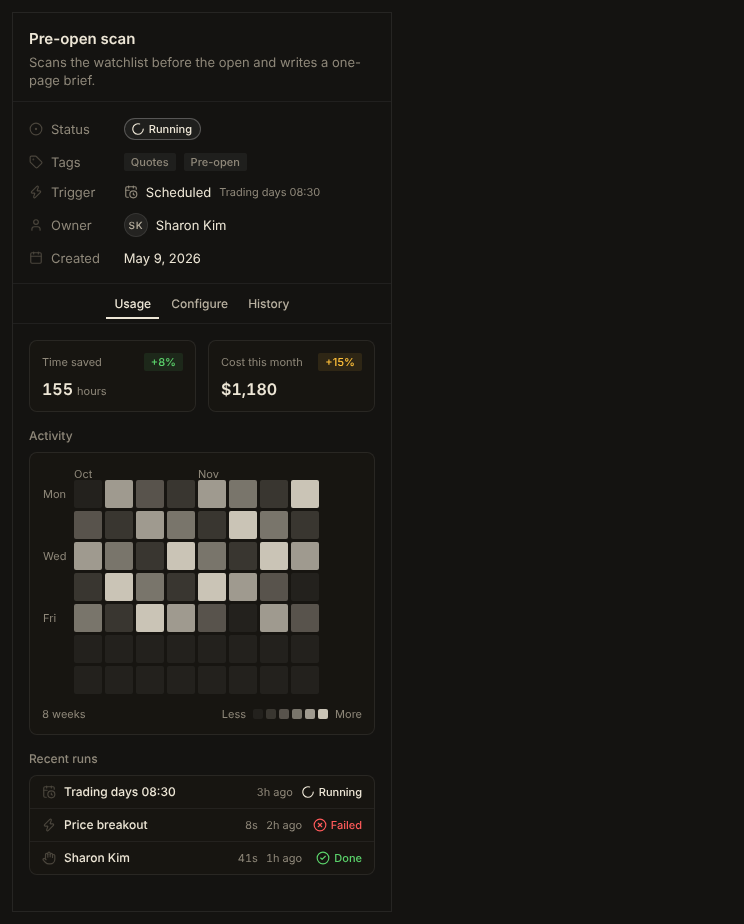 Pre-open scan
Scans the watchlist before the open and writes a one-
page brief.
Status Running
Tags Quotes Pre-open
Trigger Scheduled Trading days 08:30
Owner SK Sharon Kim
Created May 9, 2026
Usage Configure History
Time saved +8% Cost this month +15%
155 hours $1,180
Activity
Oct Nov
Mon
Wed
Fri
8 weeks Less More
Recent runs
Trading days 08:30 3h ago Running
Price breakout 8s 2h ago Failed
Sharon Kim 41s 1h ago Done